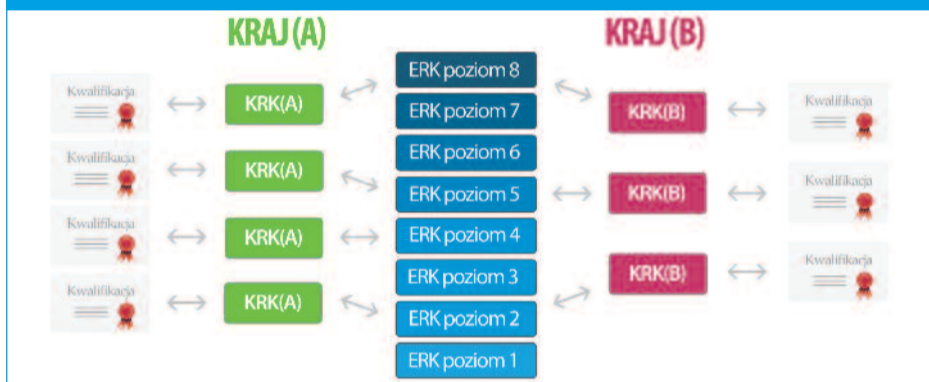 KRAJ (A)
KRAJ (B)
Kwalifikacja
KRK(A)
Kwalifikacja
KRK(A)
Kwalifikacja
KRK(A)
Kwalifikacja
KRK(A)
ERK poziom 8
ERK poziom 7
ERK poziom 6
ERK poziom 5
ERK poziom 4
ERK poziom 3
ERK poziom 2
ERK poziom 1
KRK(B)
Kwalifikacja
KRK(B)
Kwalifikacja
KRK(B)
Kwalifikacja